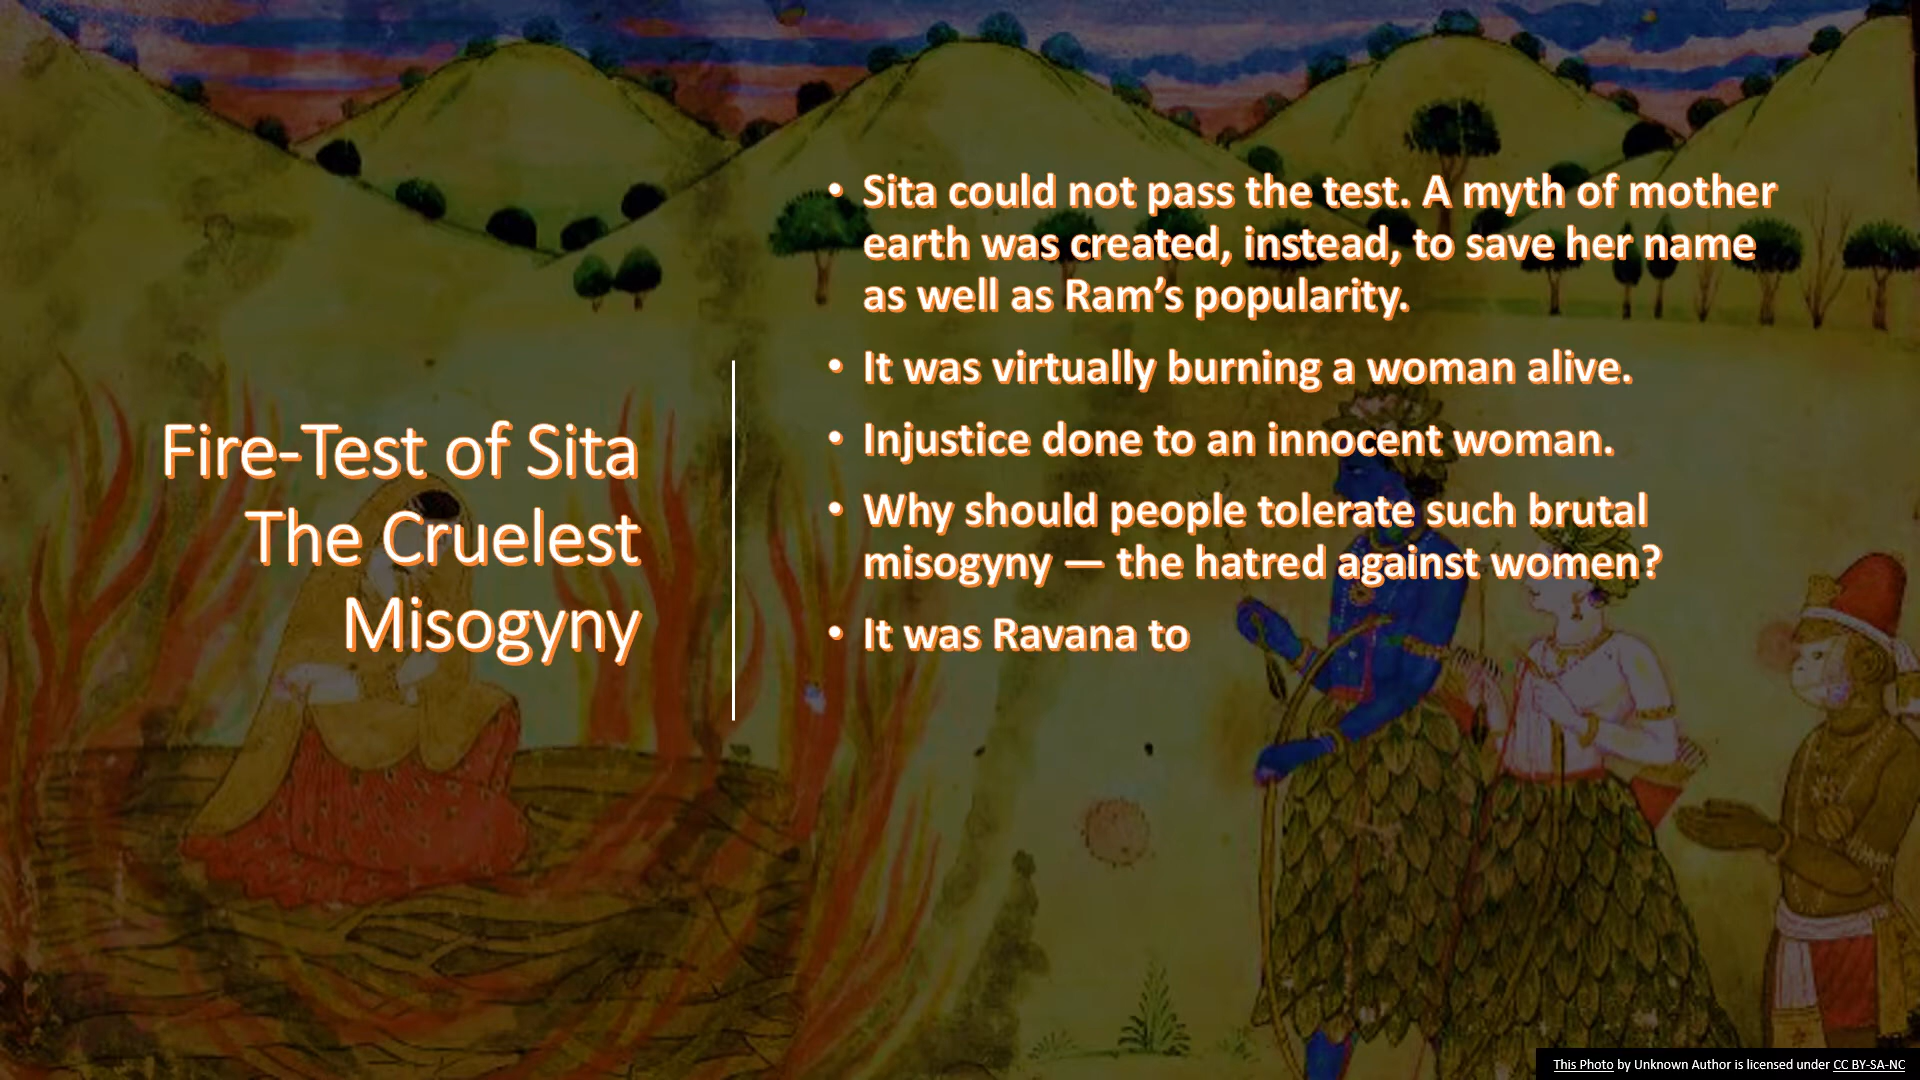 Fire-Test of Sita
The Cruelest
Misogyny
• Sita could not pass the test. A myth of mother
earth was created, instead, to save her name
as well as Ram’s popularity.
• It was virtually burning a woman alive.
• Injustice done to an innocent woman.
• Why should people tolerate such brutal
misogyny — the hatred against women?
• It was Ravana to
This Photo by Unknown Author is licensed under CC BY-SA-NC